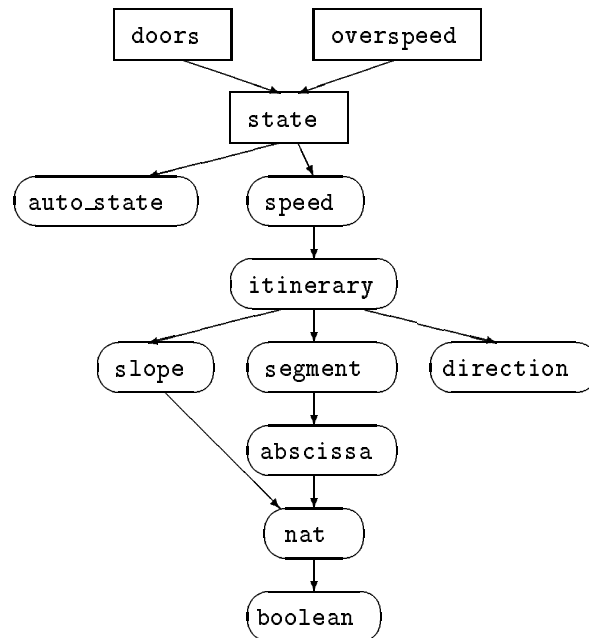 doors
overspeed
state
auto_state
speed
itinerary
slope
segment
direction
abscissa
nat
boolean